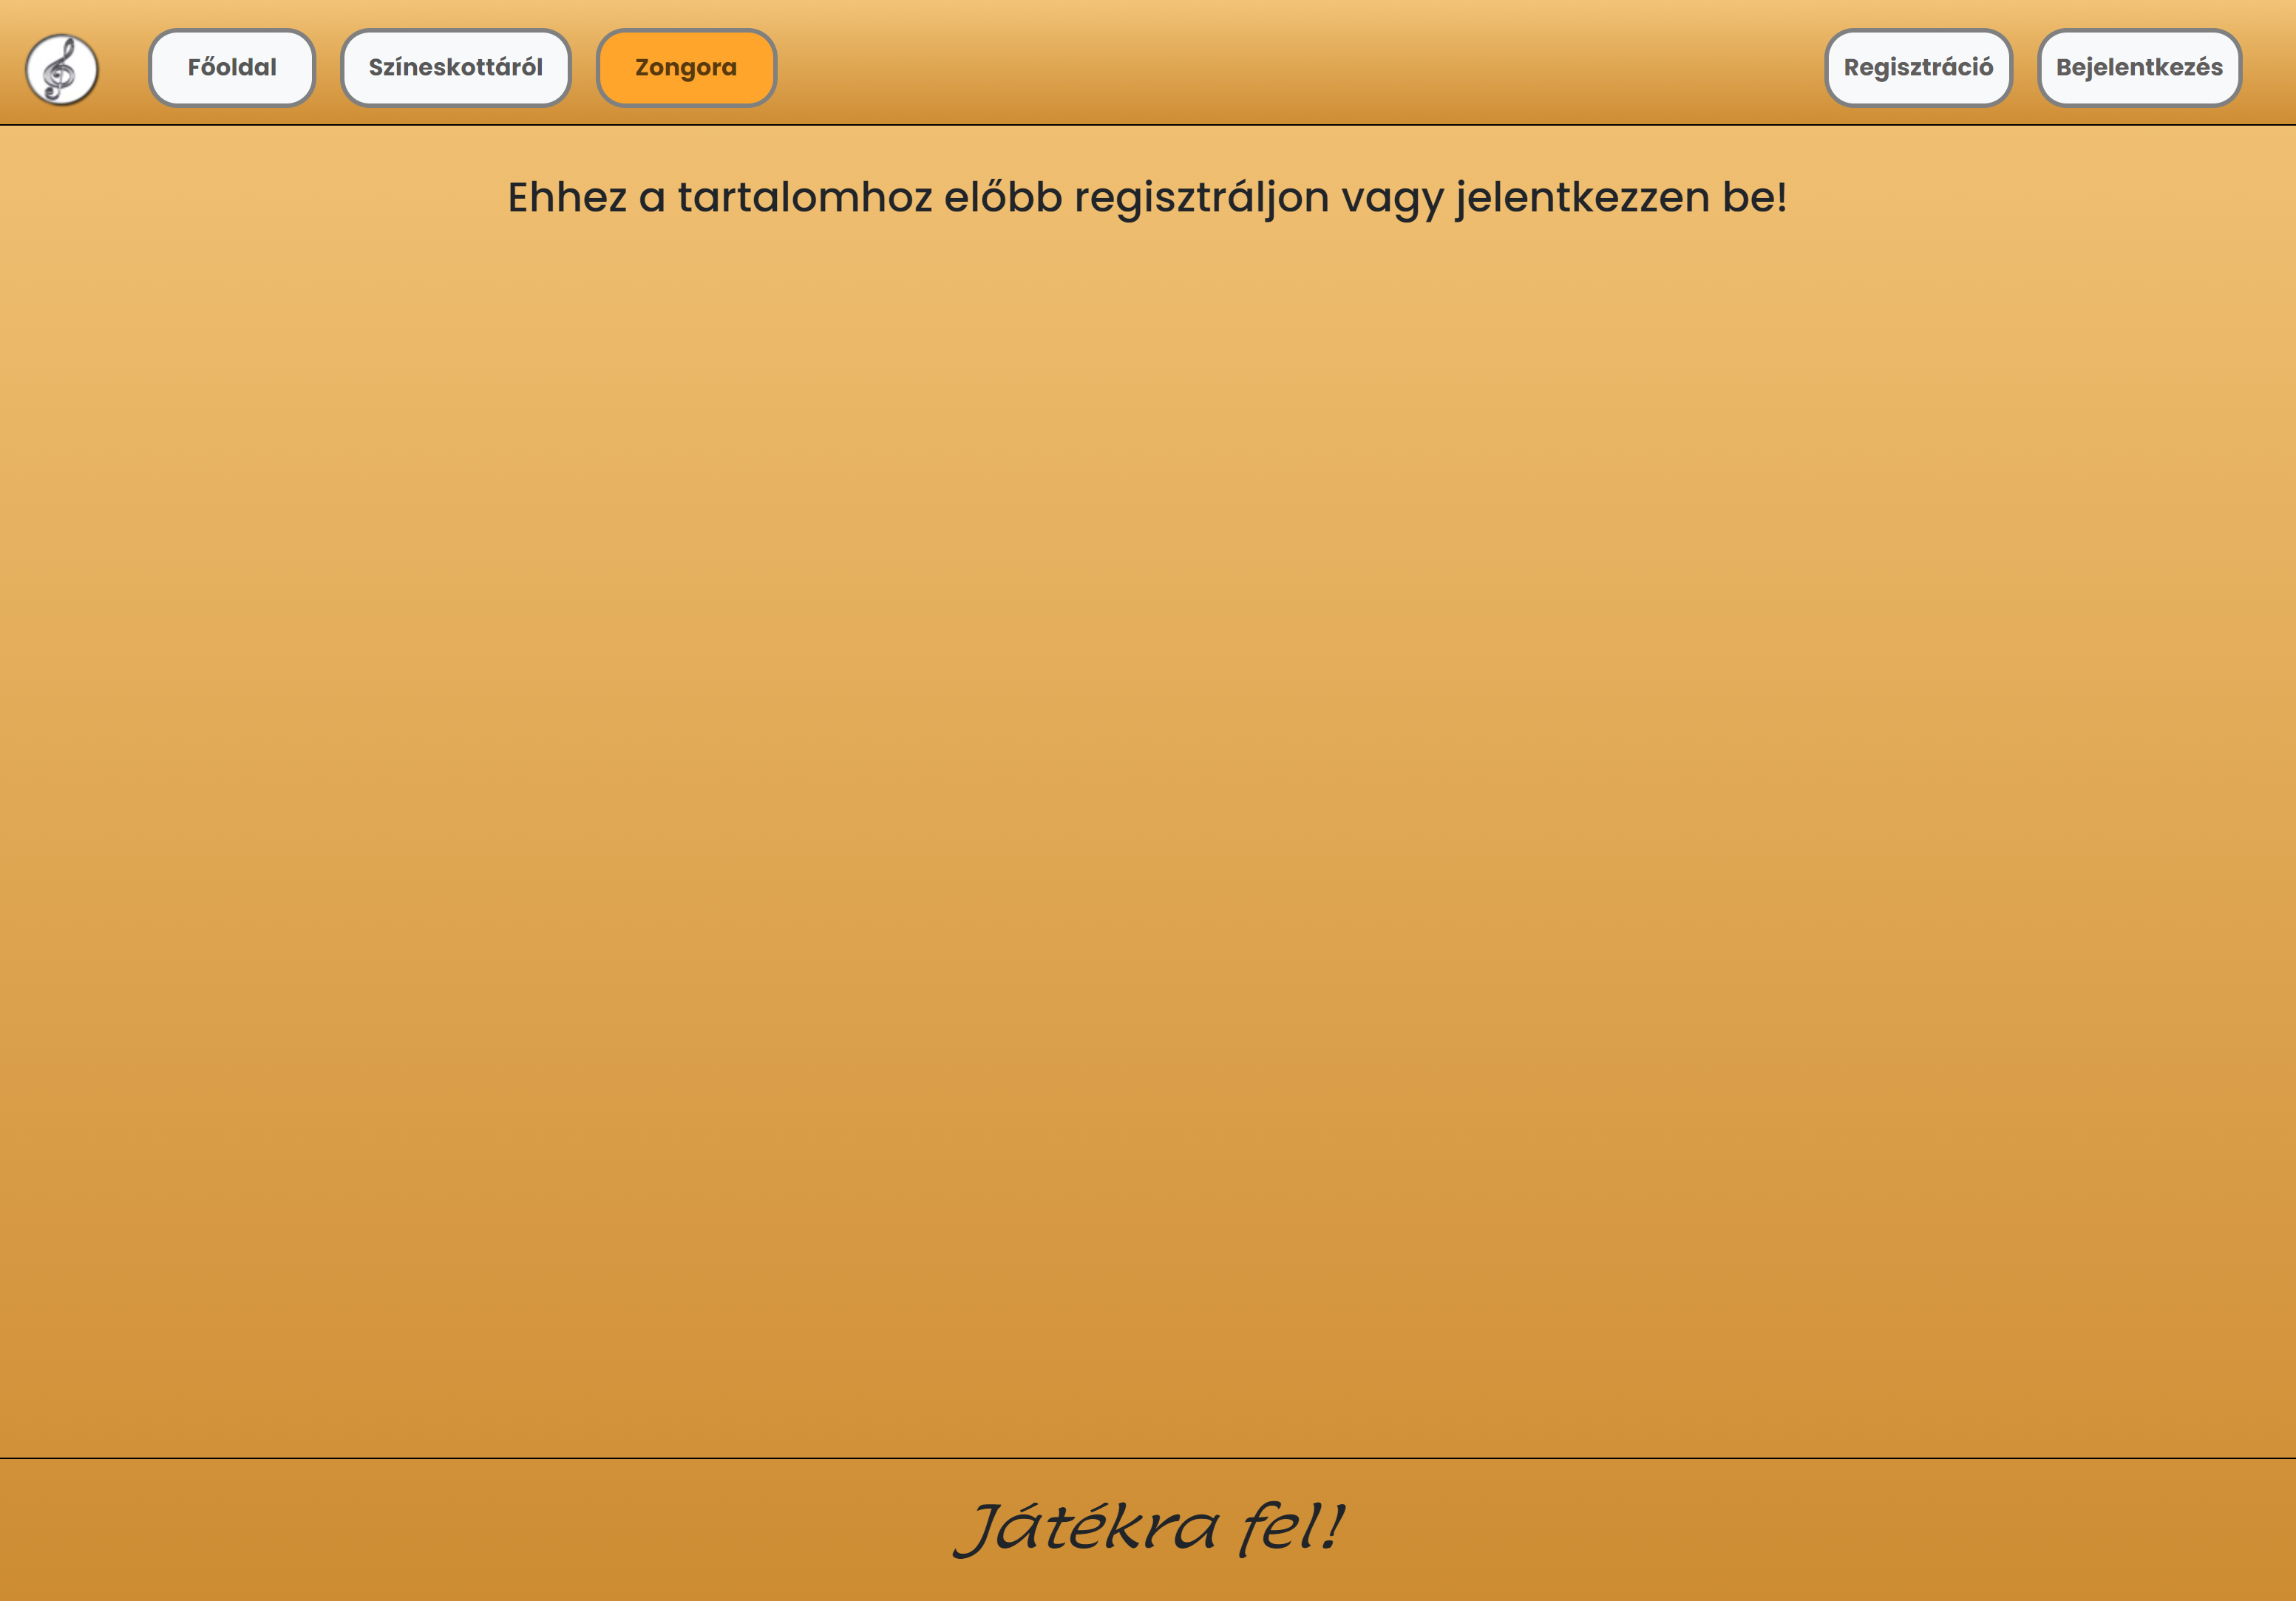 Főoldal
Színeskottáról
Zongora
Regisztráció
Bejelentkezés
Ehhez a tartalomhoz előbb regisztráljon vagy jelentkezzen be!
Játékra fel!